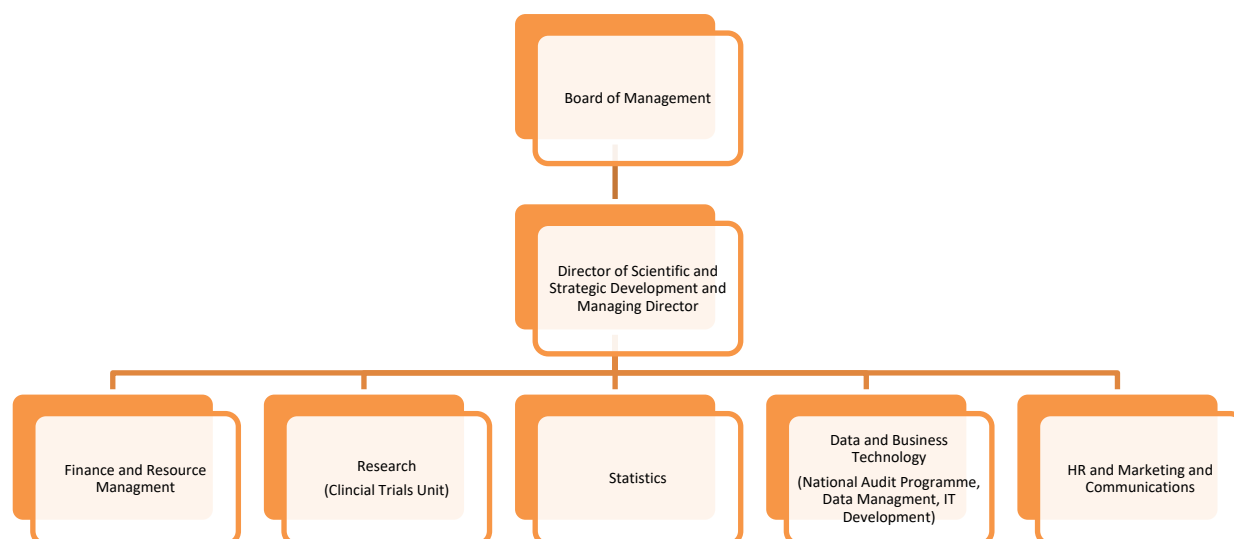 Board of Management
Director of Scientific and
Strategic Development and
Managing Director
Finance and Resource
Managment
Research
(Clincial Trials Unit)
Statistics
Data and Business
Technology
(National Audit Programme,
Data Managment, IT
Development)
HR and Marketing and
Communications